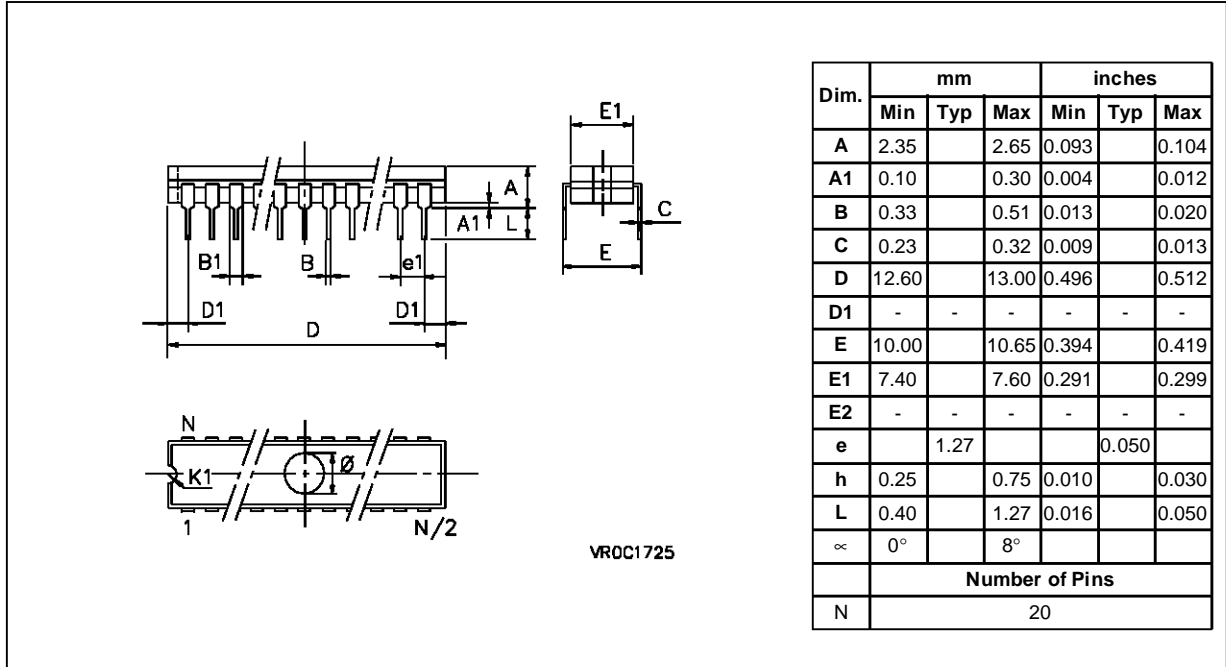 E1
A
A1
L
C
B1
B
e1
E
D1
D1
D
N
K1
Ø
1
N/2
VR0C1725
Dim. mm inches
Min Typ Max Min Typ Max
A 2.35 2.65 0.093 0.104
A1 0.10 0.30 0.004 0.012
B 0.33 0.51 0.013 0.020
C 0.23 0.32 0.009 0.013
D 12.60 13.00 0.496 0.512
D1 - - - - - -
E 10.00 10.65 0.394 0.419
E1 7.40 7.60 0.291 0.299
E2 - - - - - -
e 1.27 0.050
h 0.25 0.75 0.010 0.030
L 0.40 1.27 0.016 0.050
∝ 0° 8°
Number of Pins
N 20